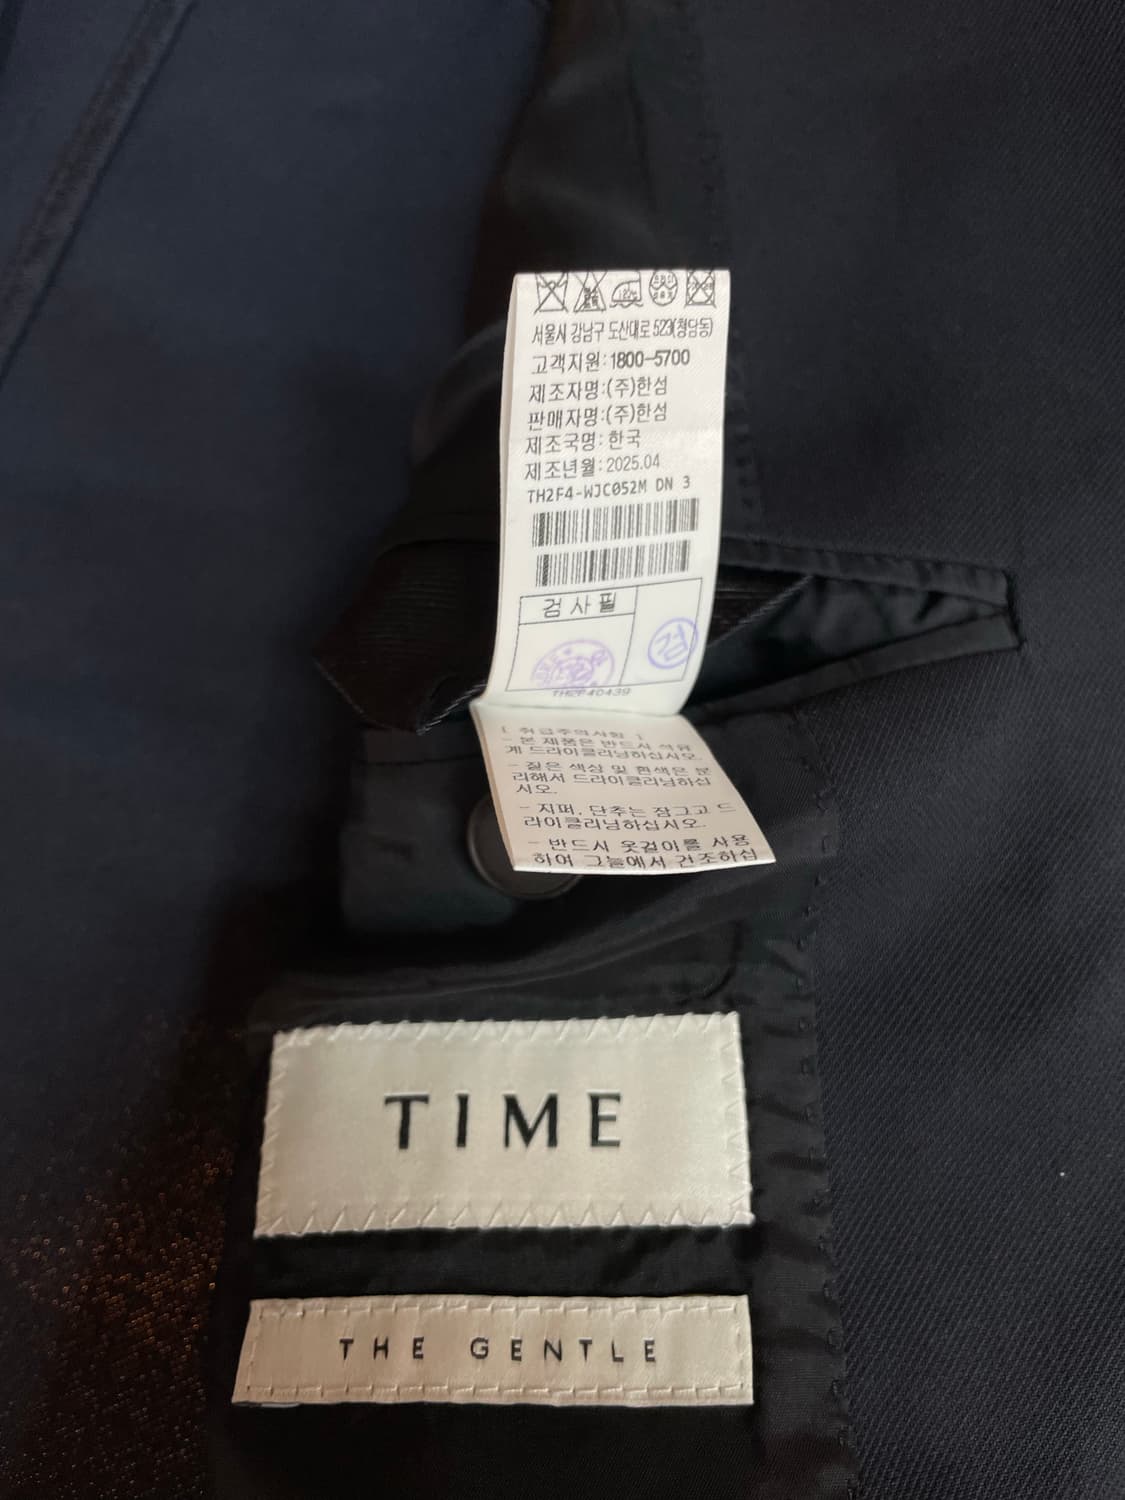 서울시 강남구 도산대로 523(청담동)
고객지원:1800-5700
제조자명:(주)한섬
판매자명:(주)한섬
제조국명:한국
제조년월:2025.04
TH2F4-WJC052M DN 3
검사필
검
TH2F40439
[ 취급주의사항 ]
- 본 제품은 반드시 석유
계 드라이클리닝하십시오.
- 짙은 색상 및 흰색은 분
리해서 드라이클리닝하십
시오.
- 지퍼, 단추는 잠그고 드
라이클리닝하십시오.
- 반드시 옷걸이를 사용
하여 그늘에서 건조하십
TIME
THE GENTLE